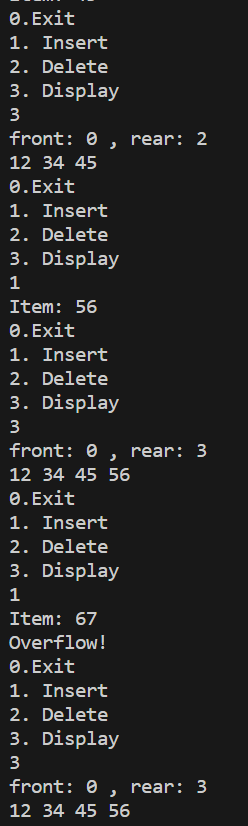 0.Exit
1. Insert
2. Delete
3. Display
3
front: 0 , rear: 2
12 34 45
0.Exit
1. Insert
2. Delete
3. Display
1
Item: 56
0.Exit
1. Insert
2. Delete
3. Display
3
front: 0 , rear: 3
12 34 45 56
0.Exit
1. Insert
2. Delete
3. Display
1
Item: 67
Overflow!
0.Exit
1. Insert
2. Delete
3. Display
3
front: 0 , rear: 3
12 34 45 56